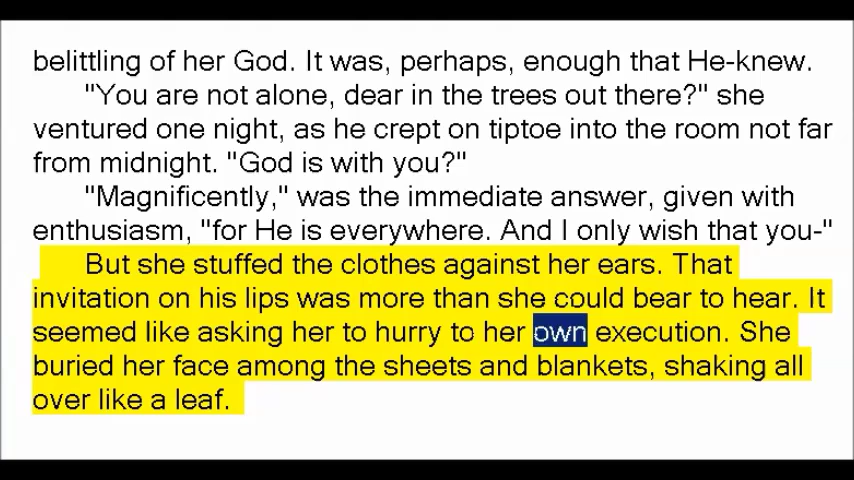 belittling of her God. It was, perhaps, enough that He-knew.
"You are not alone, dear in the trees out there?" she
ventured one night, as he crept on tiptoe into the room not far
from midnight. "God is with you?"
"Magnificently," was the immediate answer, given with
enthusiasm, "for He is everywhere. And I only wish that you-"
But she stuffed the clothes against her ears. That
invitation on his lips was more than she could bear to hear. It
seemed like asking her to hurry to her own execution. She
buried her face among the sheets and blankets, shaking all
over like a leaf.